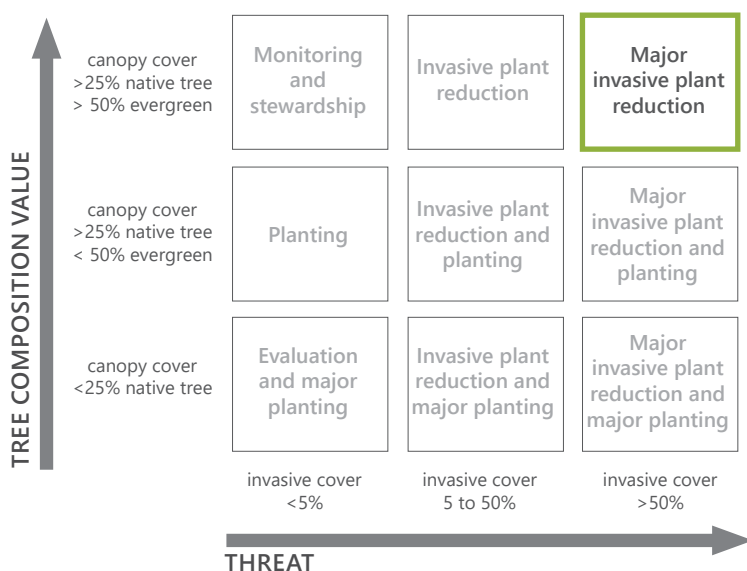 canopy cover
>25% native tree
> 50% evergreen
Monitoring
and
stewardship
Invasive plant
reduction
Major
invasive plant
reduction
canopy cover
>25% native tree
< 50% evergreen
Planting
Invasive plant
reduction and
planting
Major
invasive plant
reduction and
planting
canopy cover
<25% native tree
Evaluation
and major
planting
Invasive plant
reduction and
major planting
Major
invasive plant
reduction and
major planting
TREE COMPOSITION VALUE
invasive cover
<5%
invasive cover
5 to 50%
invasive cover
>50%
THREAT